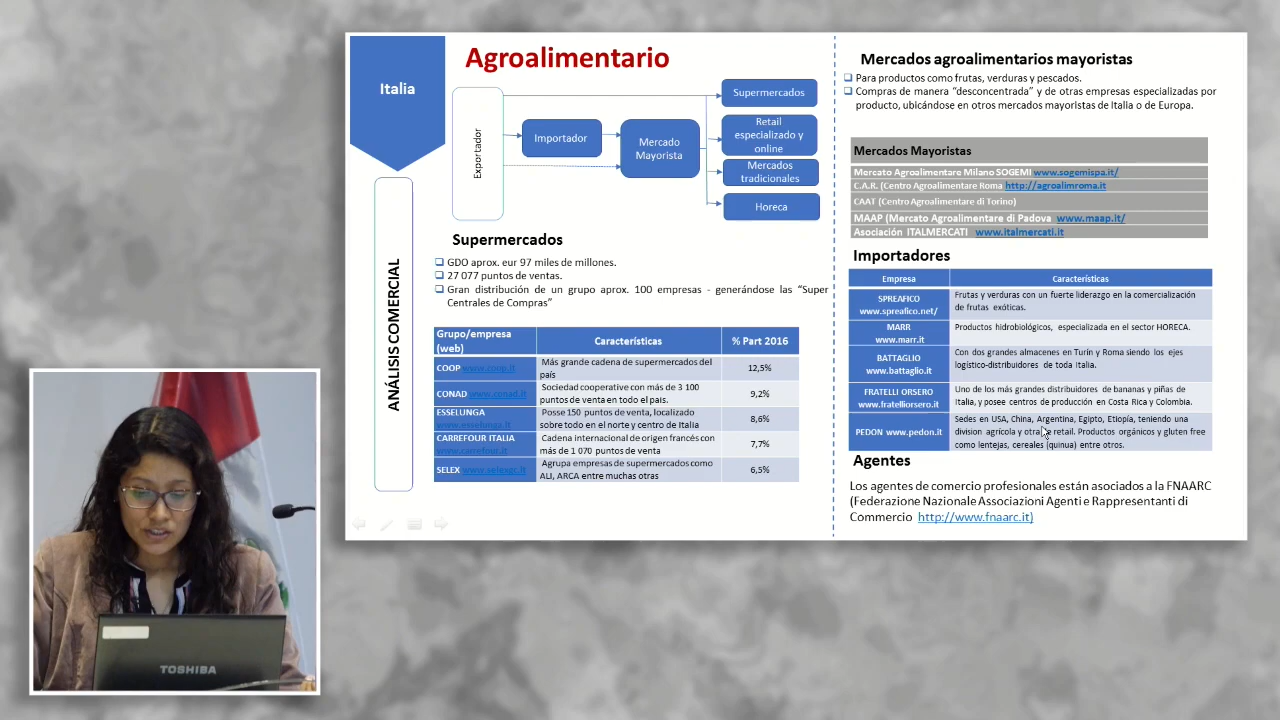 Italia
ANÁLISIS COMERCIAL
Agroalimentario
Exportador
Importador
Mercado
Mayorista
Supermercados
Retail
especializado y
online
Mercados
tradicionales
Horeca
Supermercados
GDO aprox. eur 97 miles de millones.
27 077 puntos de ventas.
Gran distribución de un grupo aprox. 100 empresas - generándose las “Super
Centrales de Compras”
Grupo/empresa
(web)
Características
% Part 2016
COOP www.coop.it
Más grande cadena de supermercados del
país
12,5%
CONAD www.conad.it
Sociedad cooperative con más de 3 100
puntos de venta en todo el país.
9,2%
ESSELUNGA
www.esselunga.it
Posse 150 puntos de venta, localizado
sobre todo en el norte y centro de Italia
8,6%
CARREFOUR ITALIA
www.carrefour.it
Cadena internacional de origen francés con
más de 1 070 puntos de venta
7,7%
SELEX www.selexgc.it
Agrupa empresas de supermercados como
ALI, ARCA entre muchas otras
6,5%
Mercados agroalimentarios mayoristas
Para productos como frutas, verduras y pescados.
Compras de manera “desconcentrada” y de otras empresas especializadas por
producto, ubicándose en otros mercados mayoristas de Italia o de Europa.
Mercados Mayoristas
Mercato Agroalimentare Milano SOGEMI www.sogemispa.it/
C.A.R. (Centro Agroalimentare Roma http://agroalimroma.it
CAAT (Centro Agroalimentare di Torino)
MAAP (Mercato Agroalimentare di Padova www.maap.it/
Asociación ITALMERCATI www.italmercati.it
Importadores
Empresa
Características
SPREAFICO
www.spreafico.net/
Frutas y verduras con un fuerte liderazgo en la comercialización
de frutas exóticas.
MARR
www.marr.it
Productos hidrobiológicos, especializada en el sector HORECA.
BATTAGLIO
www.battaglio.it
Con dos grandes almacenes en Turín y Roma siendo los ejes
logístico-distribuidores de toda Italia.
FRATELLI ORSERO
www.fratelliorsero.it
Uno de los más grandes distribuidores de bananas y piñas de
Italia, y posee centros de producción en Costa Rica y Colombia.
PEDON www.pedon.it
Sedes en USA, China, Argentina, Egipto, Etiopía, teniendo una
division agrícola y otra de retail. Productos orgánicos y gluten free
como lentejas, cereales (quinua) entre otros.
Agentes
Los agentes de comercio profesionales están asociados a la FNAARC
(Federazione Nazionale Associazioni Agenti e Rappresentanti di
Commercio http://www.fnaarc.it)
TOSHIBA